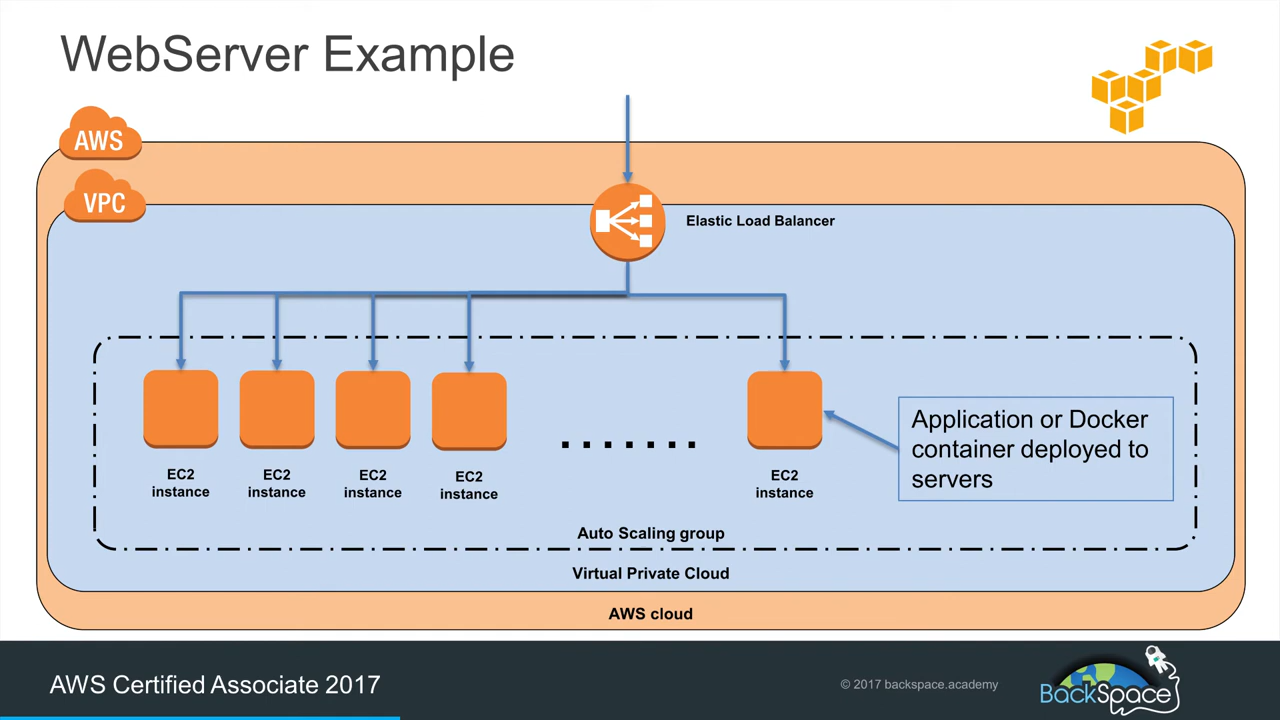 WebServer Example
AWS
VPC
Elastic Load Balancer
EC2
instance
EC2
instance
EC2
instance
EC2
instance
EC2
instance
Application or Docker
container deployed to
servers
Auto Scaling group
Virtual Private Cloud
AWS cloud
AWS Certified Associate 2017
© 2017 backspace.academy
BackSpace